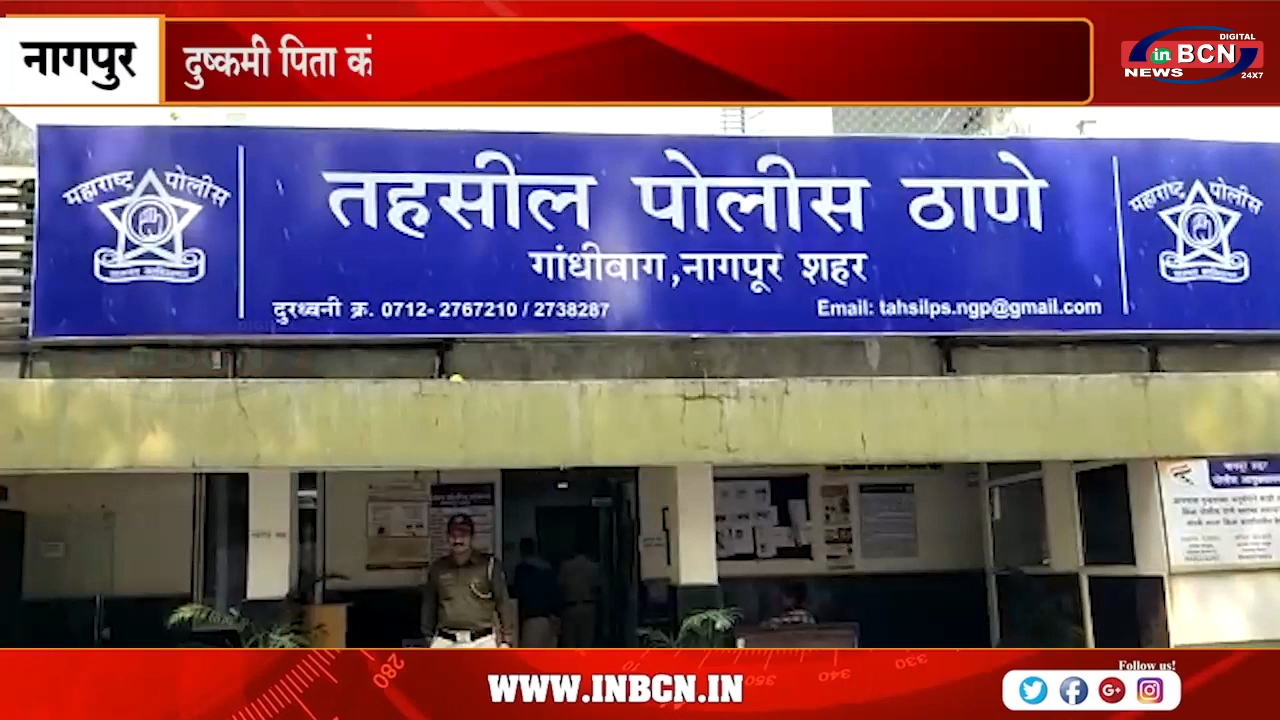 नागपुर
दुष्कमी पिता कं
DIGITAL
in BCN
NEWS 24X7
महाराष्ट्र पोलीस
तहसील पोलीस ठाणे
महाराष्ट्र पोलीस
गांधीबाग,नागपूर शहर
दुरध्वनी क्र. 0712- 2767210 / 2738287
Email: tahsilps.ngp@gmail.com
WWW.INBCN.IN
Follow us!